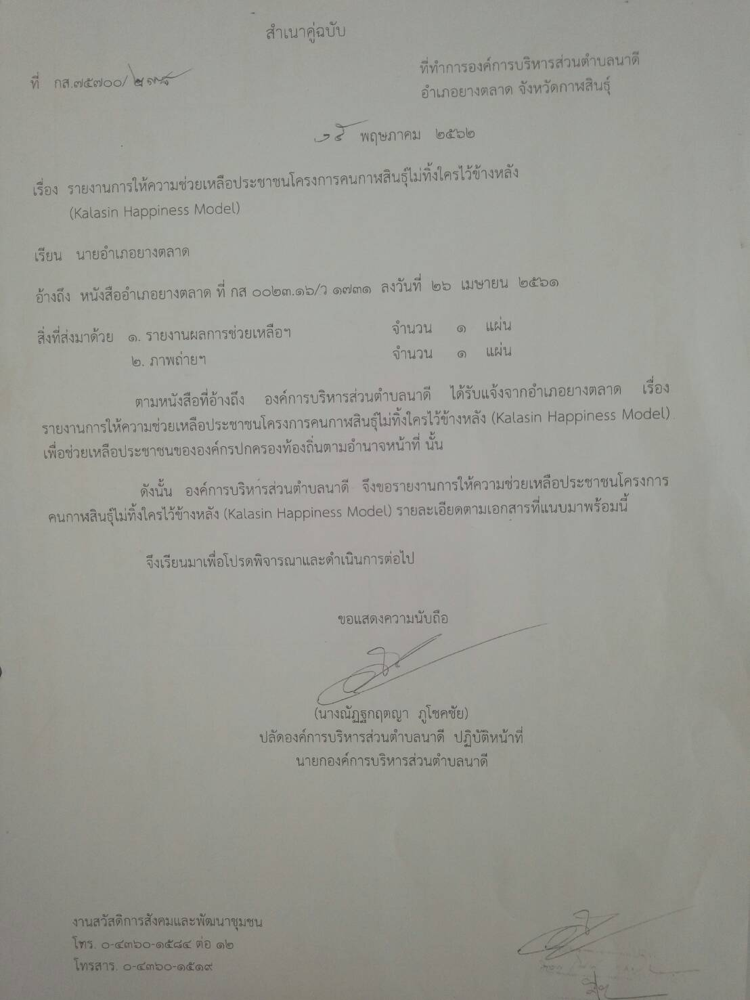 สำเนาคู่ฉบับ
ที่ กส.๗๕๗๐๐/
ที่ทำการองค์การบริหารส่วนตำบลนาดี
อำเภอยางตลาด จังหวัดกาฬสินธุ์
พฤษภาคม ๒๕๖๒
เรื่อง รายงานการให้ความช่วยเหลือประชาชนโครงการคนกาฬสินธุ์ไม่ทิ้งใครไว้ข้างหลัง
(Kalasin Happiness Model)
เรียน นายอำเภอยางตลาด
อ้างถึง หนังสืออำเภอยางตลาด ที่ กส ๐๐๒๓.๑๖/ว ๑๗๓๑ ลงวันที่ ๒๖ เมษายน ๒๕๖๑
สิ่งที่ส่งมาด้วย ๑. รายงานผลการช่วยเหลือฯ จำนวน ๑ แผ่น
๒. ภาพถ่ายฯ จำนวน ๑ แผ่น
ตามหนังสือที่อ้างถึง องค์การบริหารส่วนตำบลนาดี ได้รับแจ้งจากอำเภอยางตลาด เรื่อง
รายงานการให้ความช่วยเหลือประชาชนโครงการคนกาฬสินธุ์ไม่ทิ้งใครไว้ข้างหลัง (Kalasin Happiness Model)
เพื่อช่วยเหลือประชาชนขององค์กรปกครองท้องถิ่นตามอำนาจหน้าที่ นั้น
ดังนั้น องค์การบริหารส่วนตำบลนาดี จึงขอรายงานการให้ความช่วยเหลือประชาชนโครงการ
คนกาฬสินธุ์ไม่ทิ้งใครไว้ข้างหลัง (Kalasin Happiness Model) รายละเอียดตามเอกสารที่แนบมาพร้อมนี้
จึงเรียนมาเพื่อโปรดพิจารณาและดำเนินการต่อไป
ขอแสดงความนับถือ
(นางณัฏฐกฤตญา ภูโชคชัย)
ปลัดองค์การบริหารส่วนตำบลนาดี ปฏิบัติหน้าที่
นายกองค์การบริหารส่วนตำบลนาดี
งานสวัสดิการสังคมและพัฒนาชุมชน
โทร. ๐-๔๓๖๐-๑๕๘๔ ต่อ ๑๒
โทรสาร. ๐-๔๓๖๐-๑๕๑๙